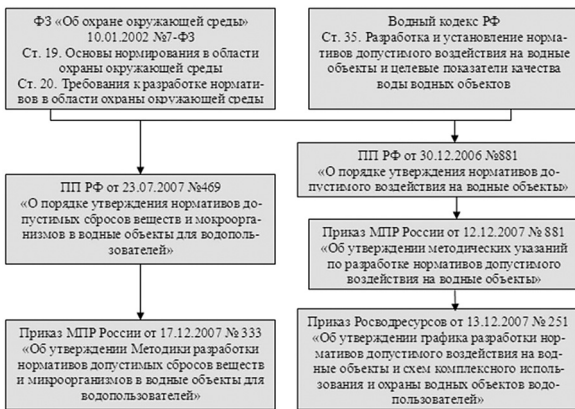 ФЗ «Об охране окружающей среды»
10.01.2002 №7-ФЗ
Ст. 19. Основы нормирования в области
охраны окружающей среды
Ст. 20. Требования к разработке нормати-
вов в области охраны окружающей среды
Водный кодекс РФ
Ст. 35. Разработка и установление норма-
тивов допустимого воздействия на водные
объекты и целевые показатели качества
воды водных объектов
ПП РФ от 23.07.2007 №469
«О порядке утверждения нормативов до-
пустимых сбросов веществ и мокроорга-
низмов в водные объекты для водополь-
зователей»
ПП РФ от 30.12.2006 №881
«О порядке утверждения нормативов до-
пустимого воздействия на водные объекты»
Приказ МПР России от 12.12.2007 № 881
«Об утверждении методических указаний
по разработке нормативов допустимого
воздействия на водные объекты»
Приказ МПР России от 17.12.2007 № 333
«Об утверждении Методики разработки
нормативов допустимых сбросов веществ
и микроорганизмов в водные объекты для
водопользователей»
Приказ Росводресурсов от 13.12.2007 № 251
«Об утверждении графика разработки нор-
мативов допустимого воздействия на вод-
ные объекты и схем комплексного исполь-
зования и охраны водных объектов водо-
пользователей»